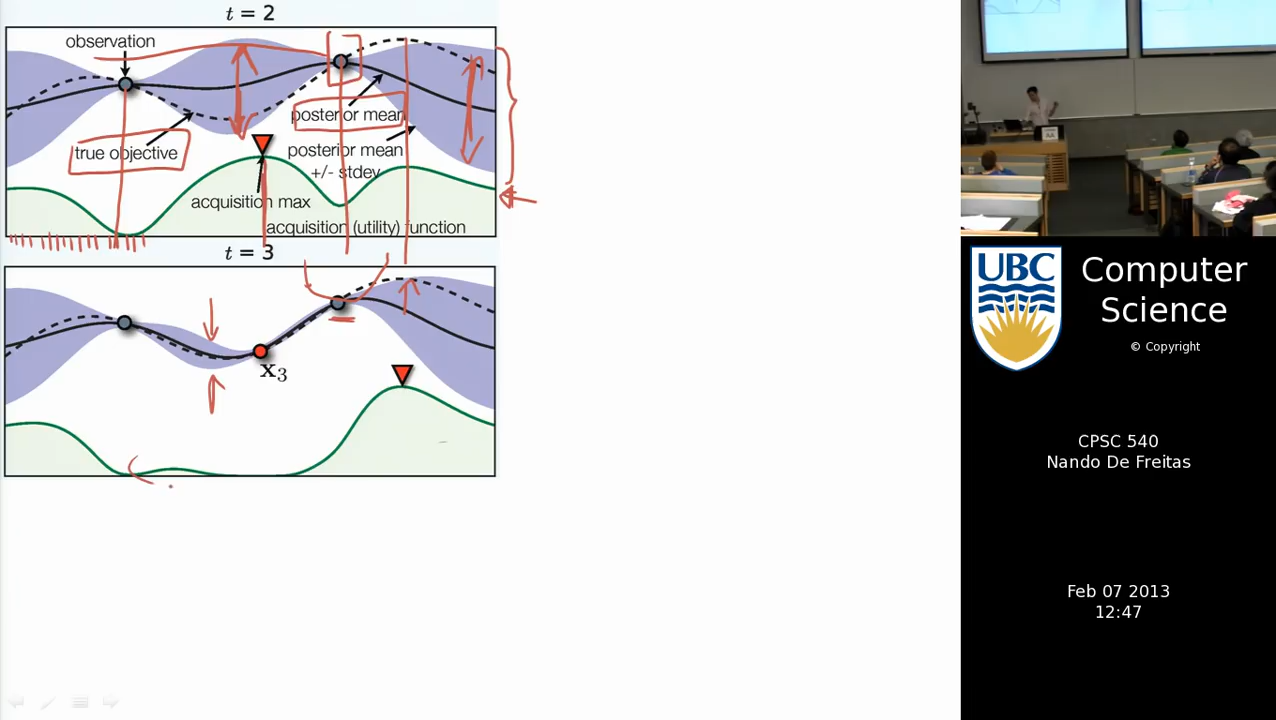 t = 2
observation
posterior mean
true objective
posterior mean
+/- stdev
acquisition max
acquisition (utility) function
t = 3
x3
UBC
Computer
Science
© Copyright
CPSC 540
Nando De Freitas
Feb 07 2013
12:47